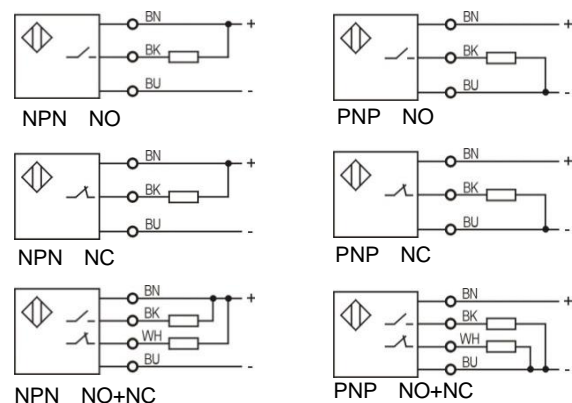 BN +
BK
BU -
NPN NO
BN +
BK
BU -
PNP NO
BN +
BK
BU -
NPN NC
BN +
BK
BU -
PNP NC
BN +
BK
WH
BU -
NPN NO+NC
BN +
BK
WH
BU -
PNP NO+NC